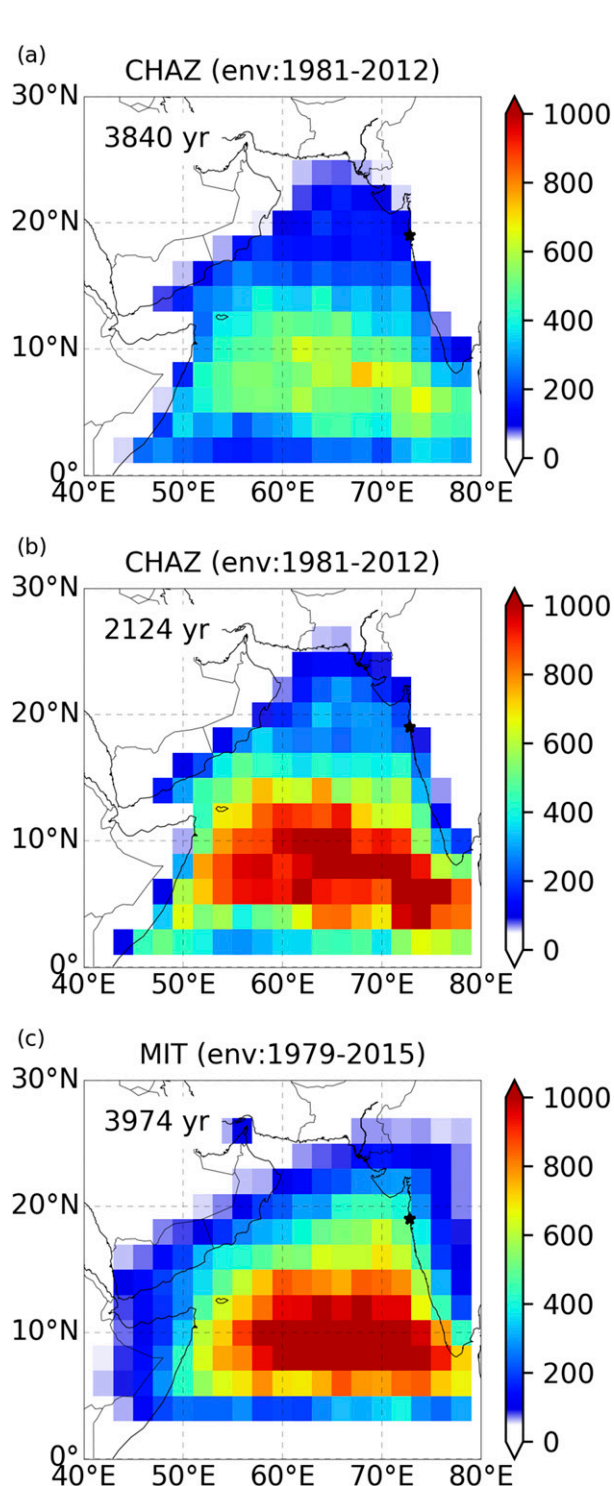 (a)
CHAZ (env:1981-2012)
30°N
3840 yr
20°N
10°N
0°
40°E 50°E 60°E 70°E 80°E
1000
800
600
400
200
0
(b)
CHAZ (env:1981-2012)
30°N
2124 yr
20°N
10°N
0°
40°E 50°E 60°E 70°E 80°E
1000
800
600
400
200
0
(c)
MIT (env:1979-2015)
30°N
3974 yr
20°N
10°N
0°
40°E 50°E 60°E 70°E 80°E
1000
800
600
400
200
0